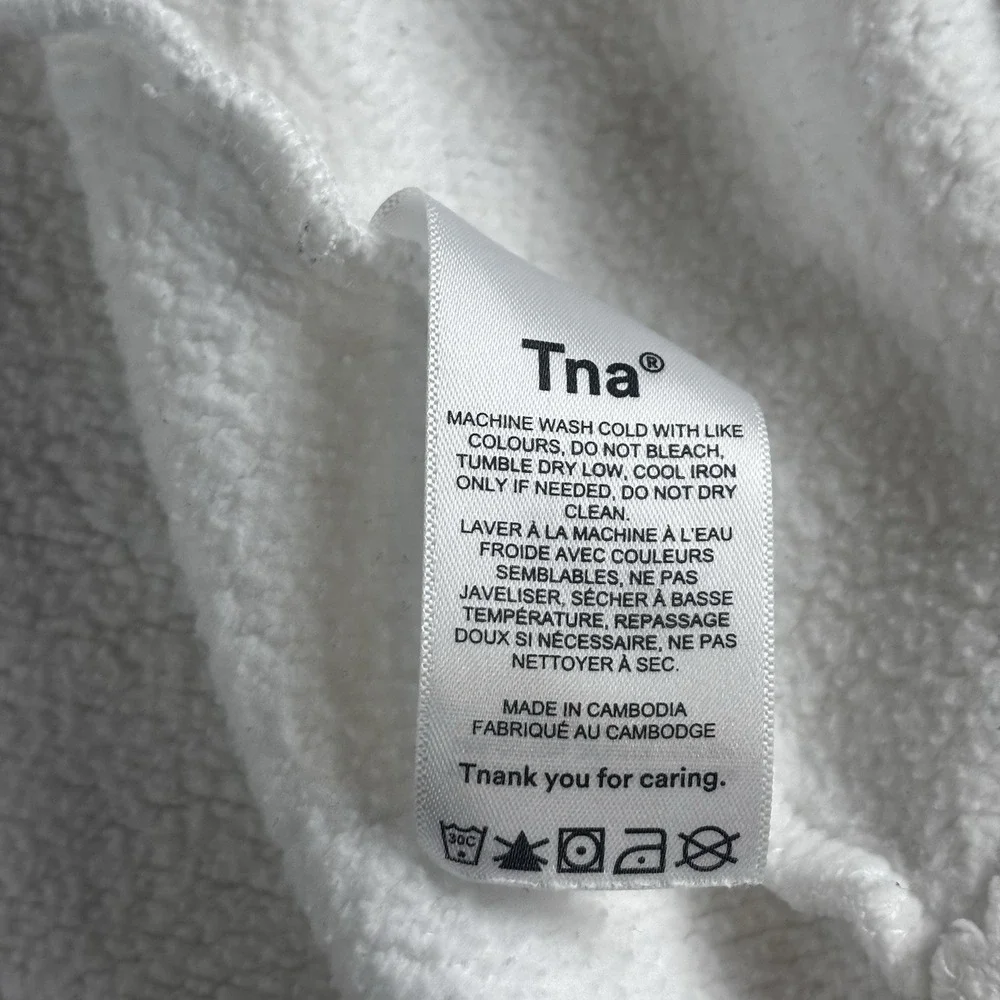 Tna®
MACHINE WASH COLD WITH LIKE
COLOURS, DO NOT BLEACH,
TUMBLE DRY LOW, COOL IRON
ONLY IF NEEDED, DO NOT DRY
CLEAN.
LAVER À LA MACHINE À L'EAU
FROIDE AVEC COULEURS
SEMBLABLES, NE PAS
JAVELISER, SÉCHER À BASSE
TEMPÉRATURE, REPASSAGE
DOUX SI NÉCESSAIRE, NE PAS
NETTOYER À SEC.
MADE IN CAMBODIA
FABRIQUÉ AU CAMBODGE
Tnank you for caring.
30C